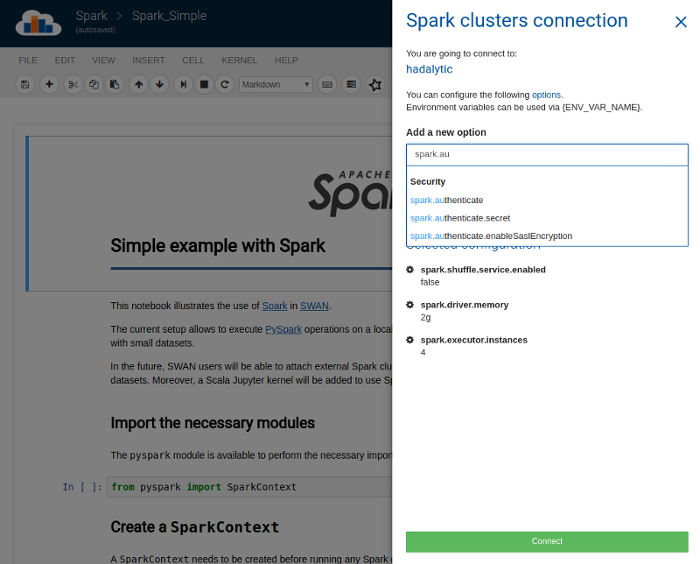 Spark > Spark_Simple
(autosaved)
FILE EDIT VIEW INSERT CELL KERNEL HELP
Markdown
APACHE
Spar
Simple example with Spark
This notebook illustrates the use of Spark in SWAN.
The current setup allows to execute PySpark operations on a local
with small datasets.
In the future, SWAN users will be able to attach external Spark clu
datasets. Moreover, a Scala Jupyter kernel will be added to use Sp
Import the necessary modules
The pyspark module is available to perform the necessary import
In [ ]: from pyspark import SparkContext
Create a SparkContext
A SparkContext needs to be created before running any Spark
Spark clusters connection
You are going to connect to:
hadalytic
You can configure the following options.
Environment variables can be used via {ENV_VAR_NAME}.
Add a new option
spark.au
Security
spark.authenticate
spark.authenticate.secret
spark.authenticate.enableSaslEncryption
Selected configuration
spark.shuffle.service.enabled
false
spark.driver.memory
2g
spark.executor.instances
4
Connect